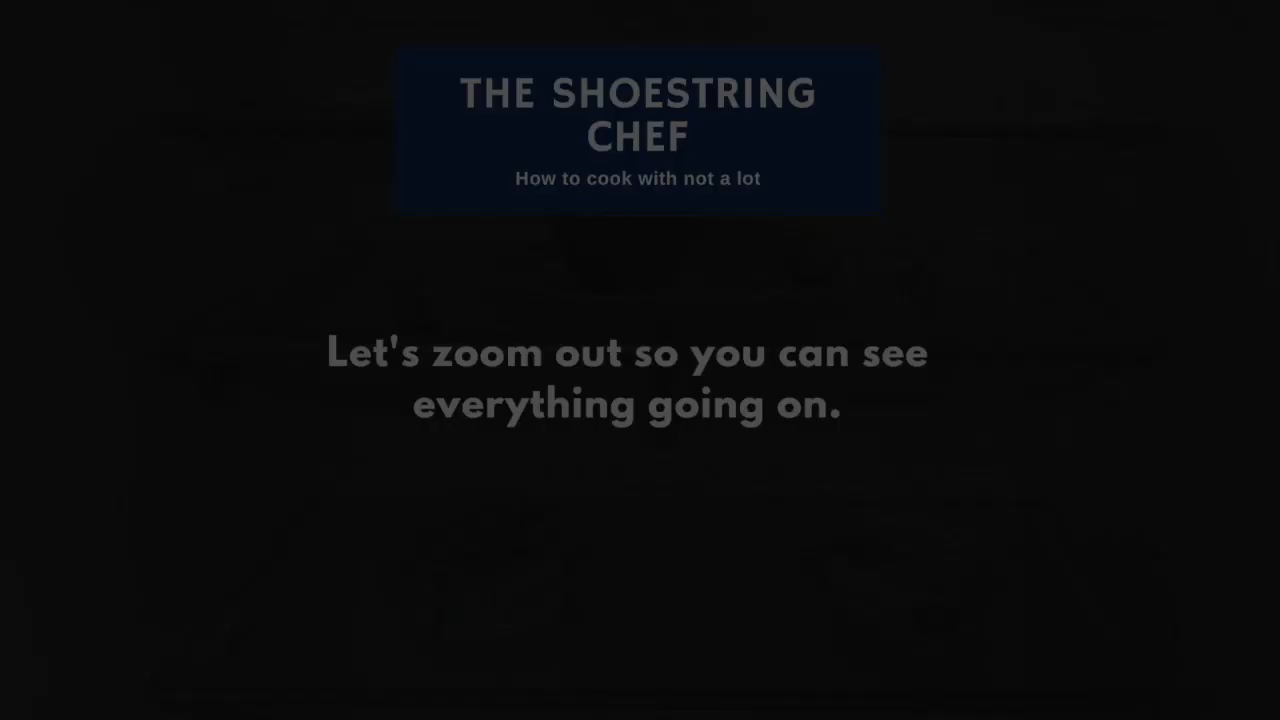 THE SHOESTRING
CHEF
How to cook with not a lot
Let's zoom out so you can see
everything going on.